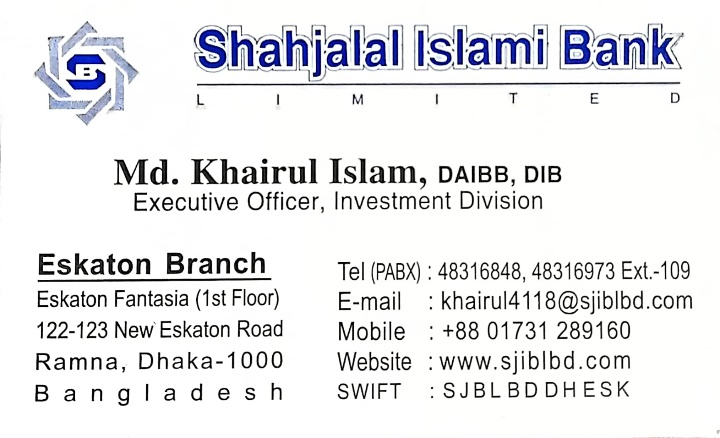 SB
Shahjalal Islami Bank
LIMITED
Md. Khairul Islam, DAIBB, DIB
Executive Officer, Investment Division
Eskaton Branch
Eskaton Fantasia (1st Floor)
122-123 New Eskaton Road
Ramna, Dhaka-1000
Bangladesh
Tel (PABX) : 48316848, 48316973 Ext.-109
E-mail : khairul4118@sjiblbd.com
Mobile : +88 01731 289160
Website : www.sjiblbd.com
SWIFT : SJBLBDDHESK